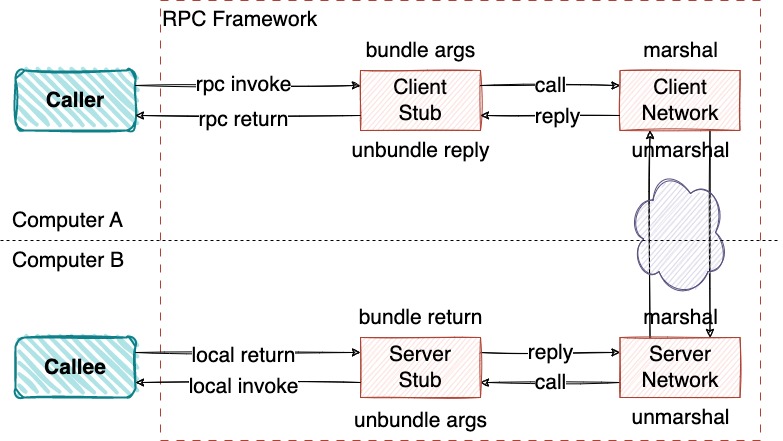 RPC Framework
bundle args
marshal
Caller
rpc invoke
Client
Stub
call
Client
Network
rpc return
reply
unbundle reply
unmarshal
Computer A
Computer B
bundle return
marshal
Callee
local return
Server
Stub
reply
Server
Network
local invoke
call
unbundle args
unmarshal